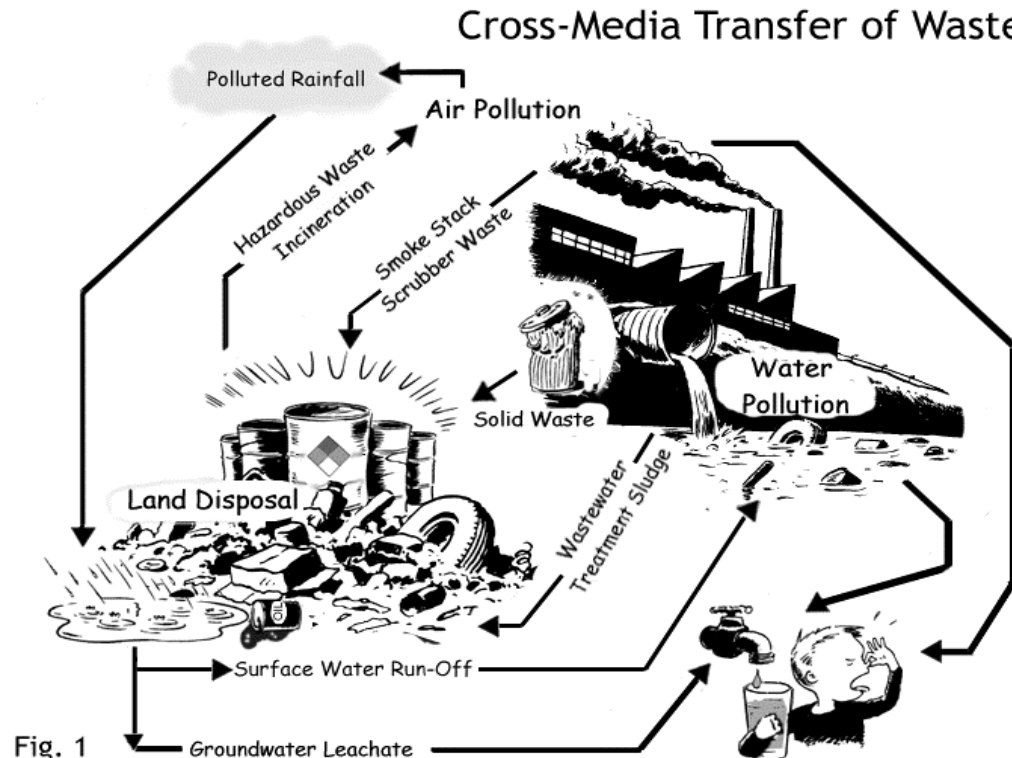 Cross-Media Transfer of Waste
Polluted Rainfall
Air Pollution
Hazardous Waste
Incineration
Smoke Stack
Scrubber Waste
Solid Waste
Water
Pollution
Land Disposal
Wastewater
Treatment Sludge
OIL
Surface Water Run-Off
Groundwater Leachate
Fig. 1